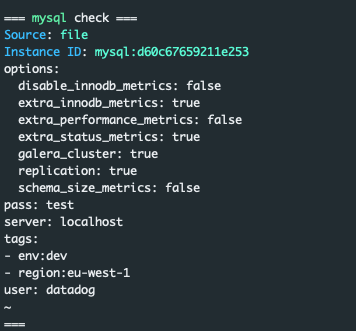 === mysql check ===
Source: file
Instance ID: mysql:d60c67659211e253
options:
  disable_innodb_metrics: false
  extra_innodb_metrics: true
  extra_performance_metrics: false
  extra_status_metrics: true
  galera_cluster: true
  replication: true
  schema_size_metrics: false
pass: test
server: localhost
tags:
- env:dev
- region:eu-west-1
user: datadog
~
===